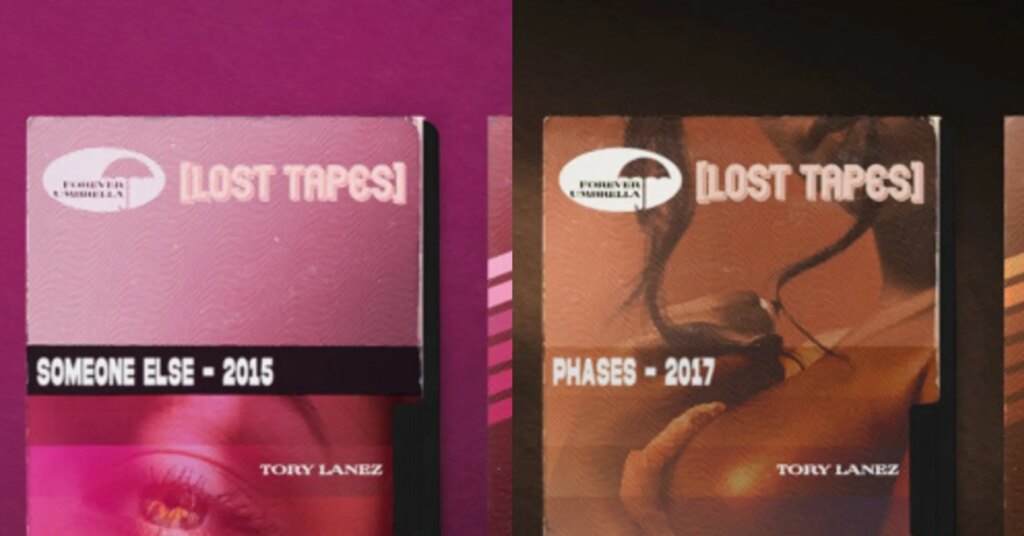 FOREVER
UMBRELLA
[LOST TAPES]
SOMEONE ELSE - 2015
TORY LANEZ
FOREVER
UMBRELLA
[LOST TAPES]
PHASES - 2017
TORY LANEZ